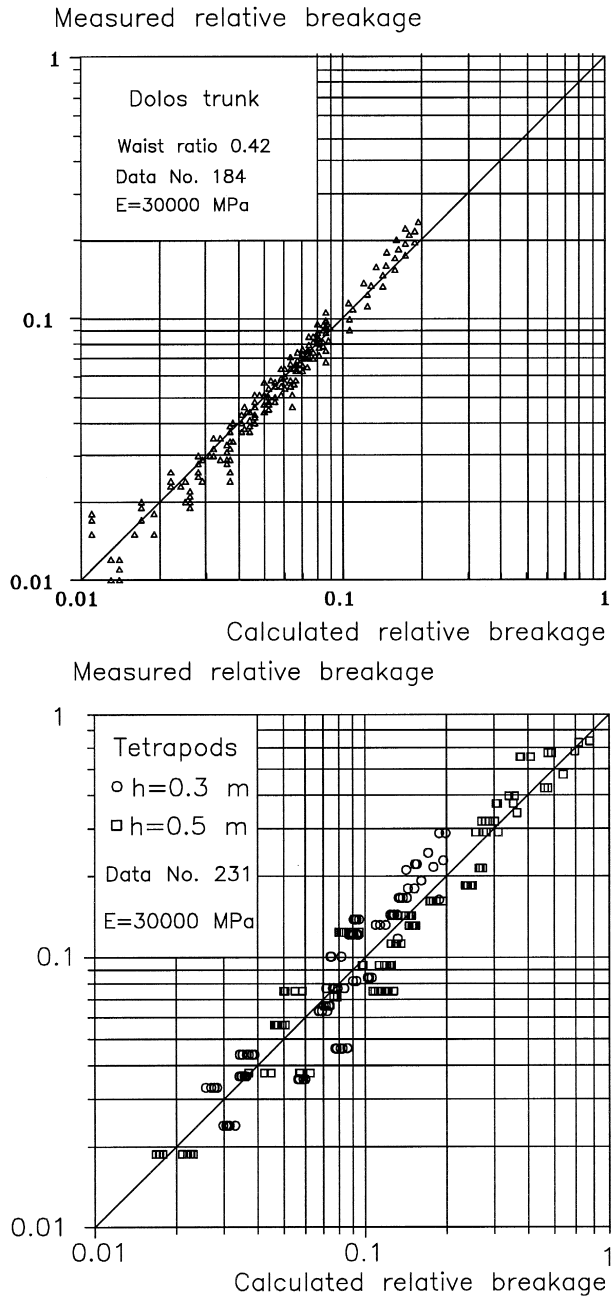 Measured relative breakage
1
Dolos trunk
Waist ratio 0.42
Data No. 184
E=30000 MPa
0.1
0.01
0.01 0.1 1
Calculated relative breakage
Measured relative breakage
1
Tetrapods
h=0.3 m
h=0.5 m
Data No. 231
E=30000 MPa
0.1
0.01
0.01 0.1 1
Calculated relative breakage